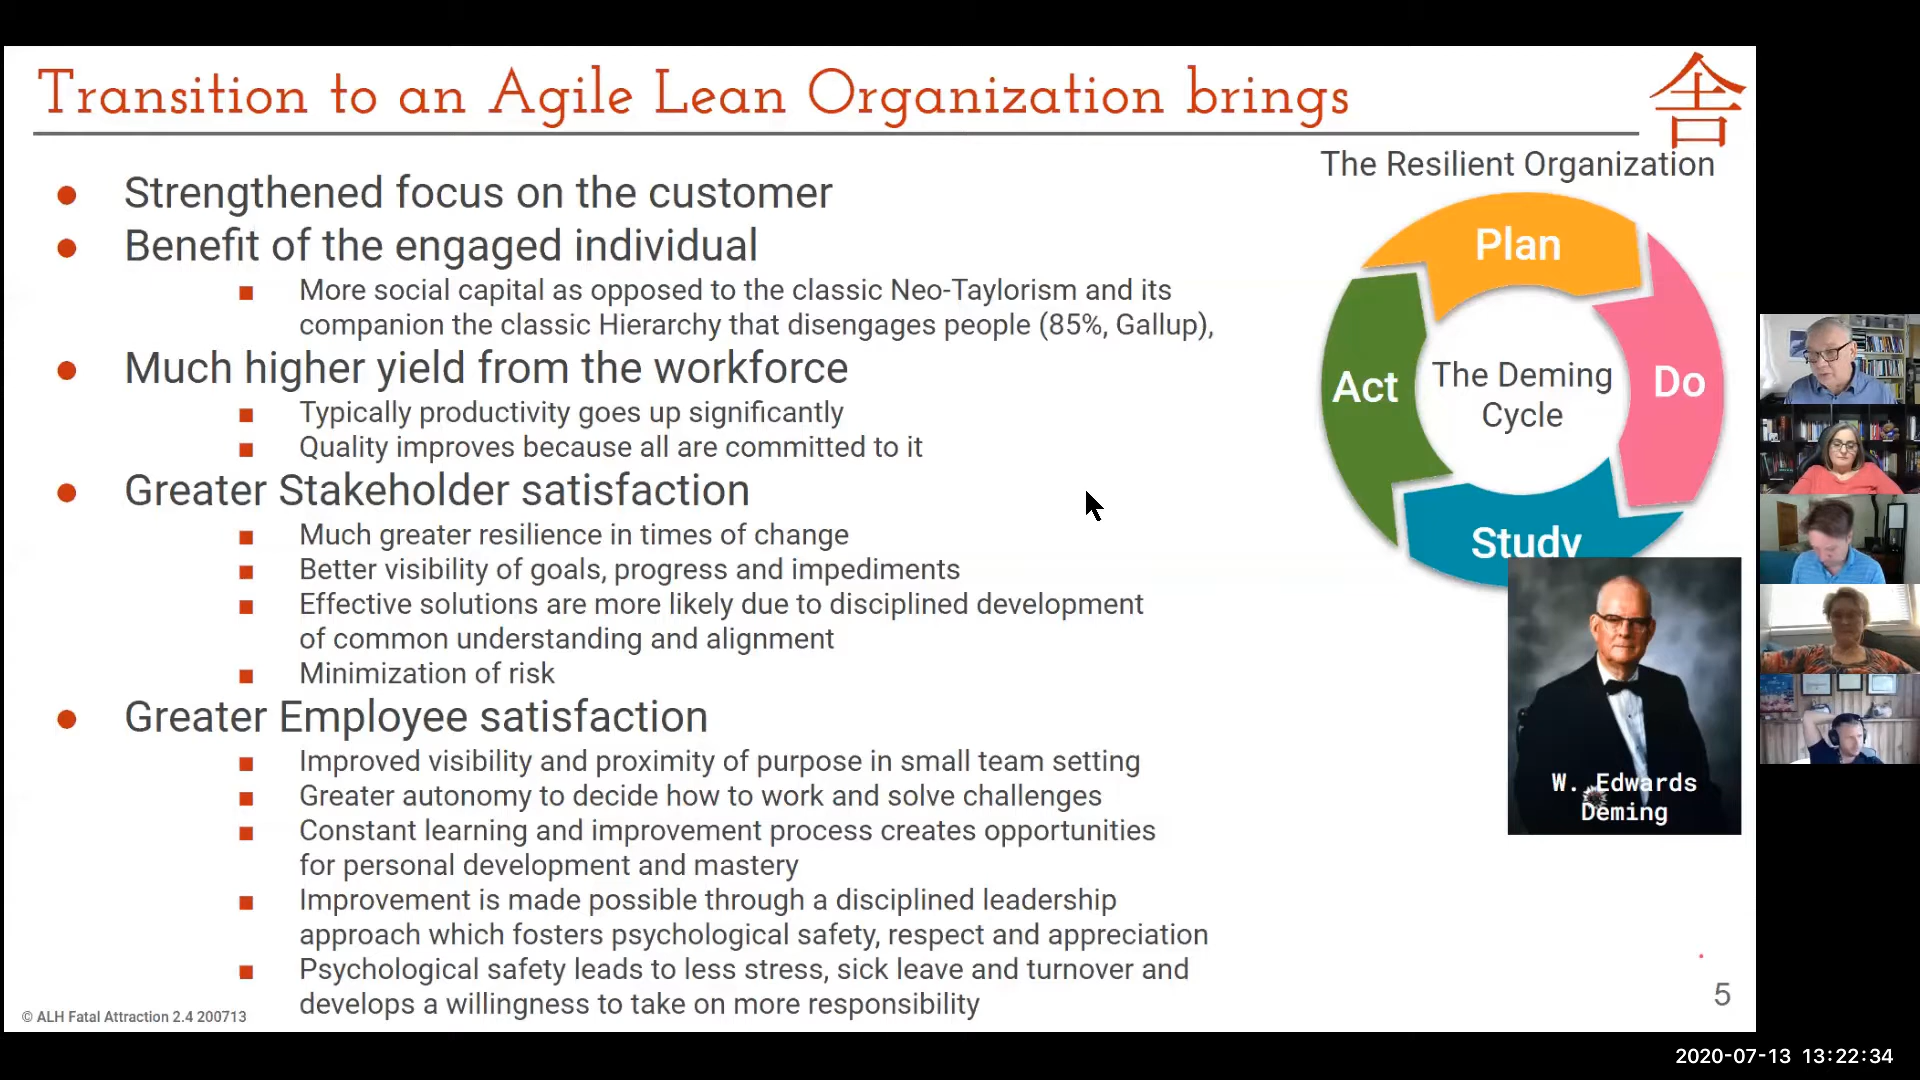 Transition to an Agile Lean Organization brings
舎
The Resilient Organization
Strengthened focus on the customer
Benefit of the engaged individual
More social capital as opposed to the classic Neo-Taylorism and its
companion the classic Hierarchy that disengages people (85%, Gallup),
Much higher yield from the workforce
Typically productivity goes up significantly
Quality improves because all are committed to it
Greater Stakeholder satisfaction
Much greater resilience in times of change
Better visibility of goals, progress and impediments
Effective solutions are more likely due to disciplined development
of common understanding and alignment
Minimization of risk
Greater Employee satisfaction
Improved visibility and proximity of purpose in small team setting
Greater autonomy to decide how to work and solve challenges
Constant learning and improvement process creates opportunities
for personal development and mastery
Improvement is made possible through a disciplined leadership
approach which fosters psychological safety, respect and appreciation
Psychological safety leads to less stress, sick leave and turnover and
develops a willingness to take on more responsibility
Plan
Do
Study
Act
The Deming
Cycle
W. Edwards
Deming
© ALH Fatal Attraction 2.4 200713
5
2020-07-13 13:22:34